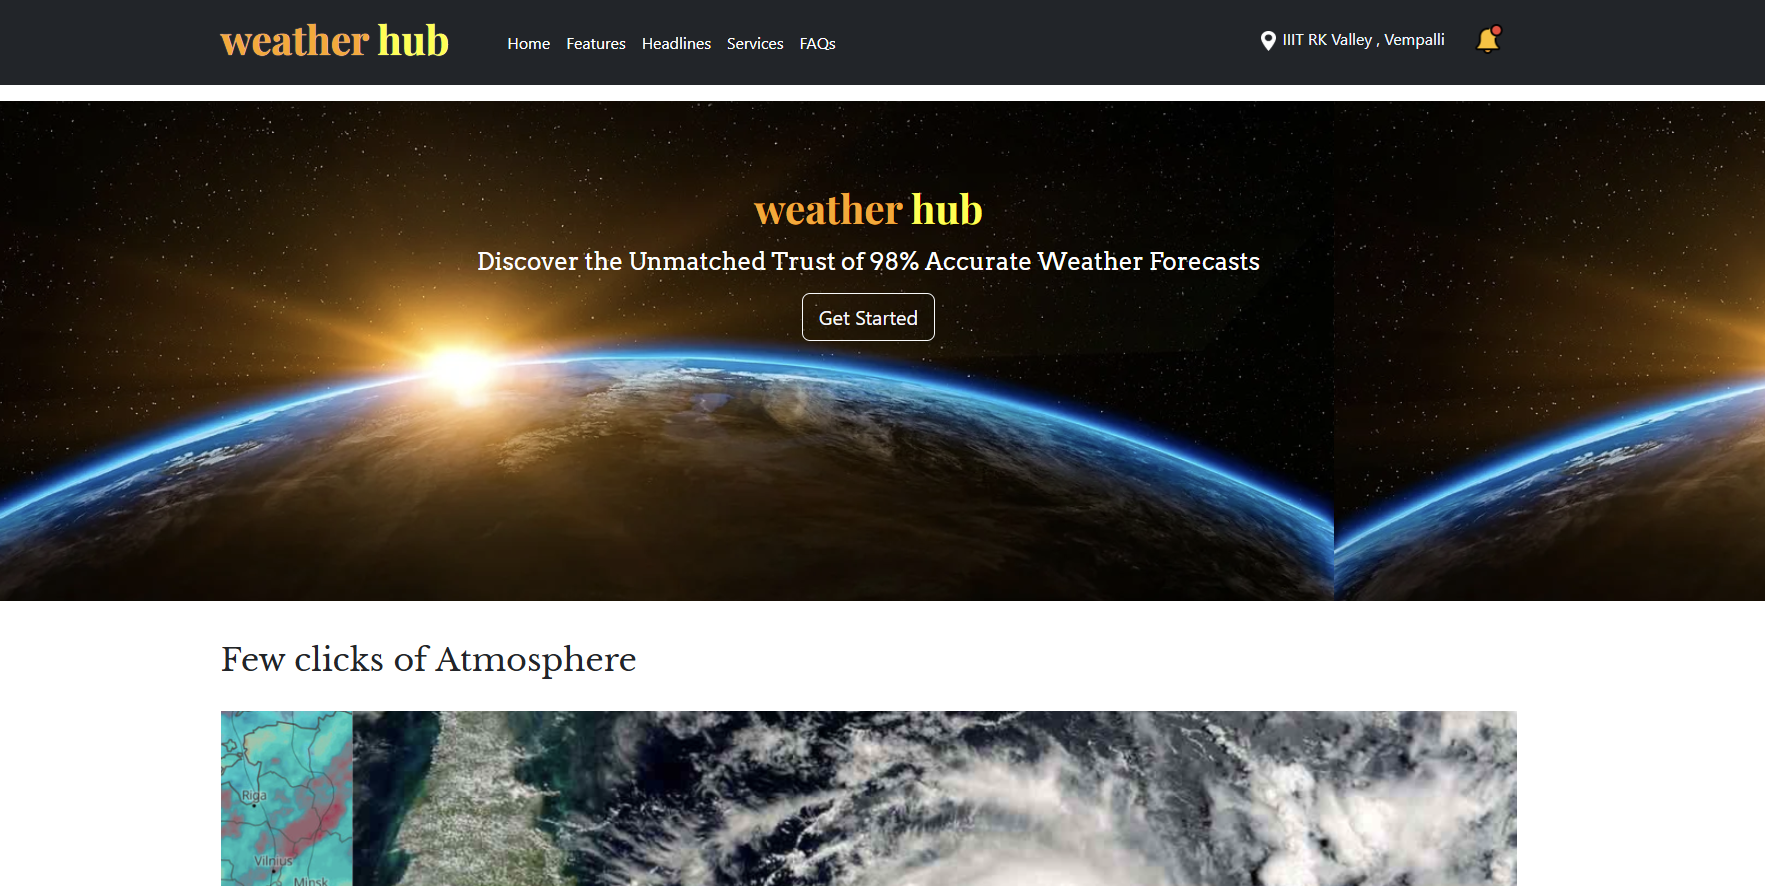 weather hub
Home Features Headlines Services FAQs
IIIT RK Valley , Vempalli
weather hub
Discover the Unmatched Trust of 98% Accurate Weather Forecasts
Get Started
Few clicks of Atmosphere
Riga
Vilnius
Minsk